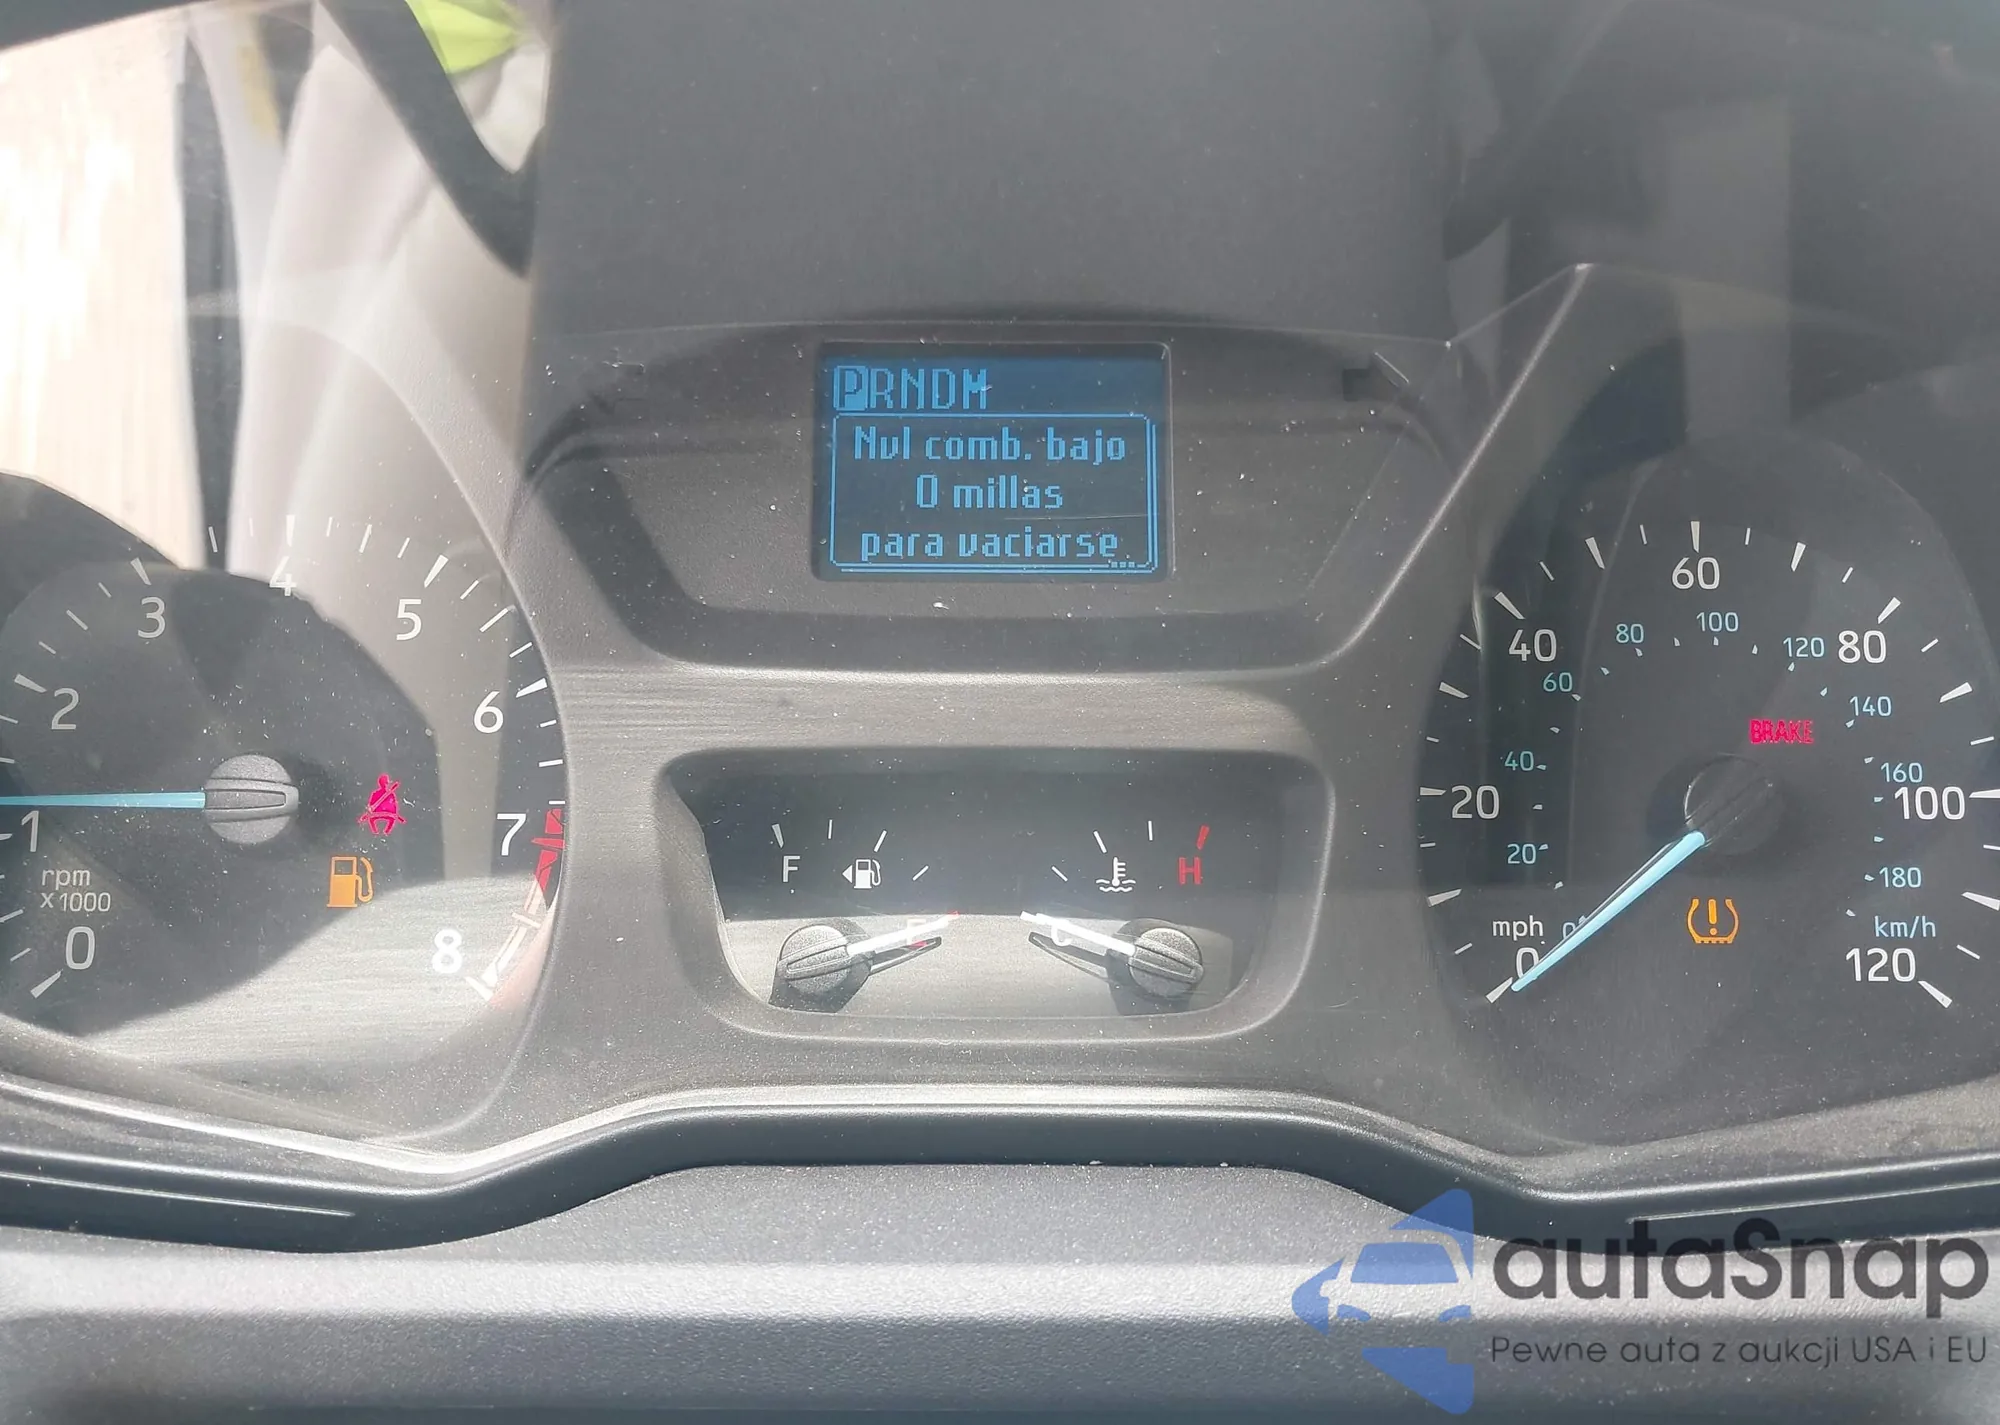 PRNDM
Nvl comb. bajo
0 millas
para vaciarse...
0
1
2
3
4
5
6
7
8
rpm
x1000
F
E
C
H
0
20
40
60
80
100
120
mph
0
20
40
60
80
100
120
140
160
180
km/h
BRAKE
autaSnap
Pewne auta z aukcji USA i EU